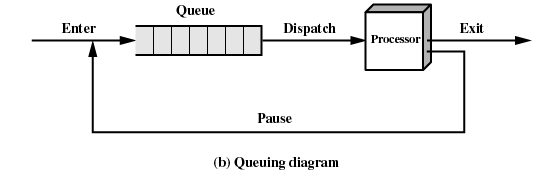 Queue
Enter
Dispatch
Processor
Exit
Pause
(b) Queuing diagram